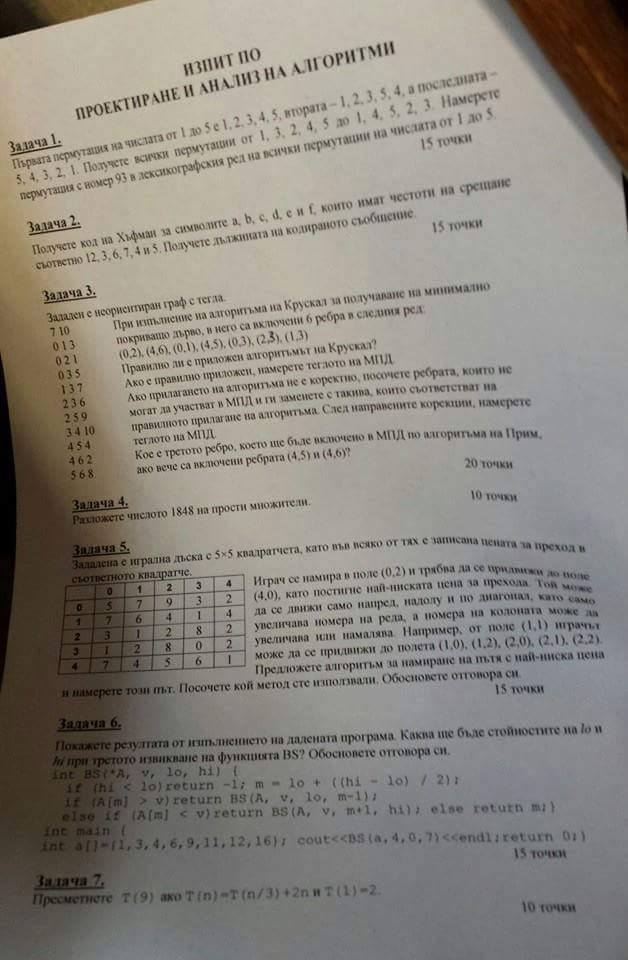 ИЗПИТ ПО
ПРОЕКТИРАНЕ И АНАЛИЗ НА АЛГОРИТМИ
Задача 1.
Първата пермутация на числата от 1 до 5 е 1, 2, 3, 4, 5, втората – 1, 2, 3, 5, 4, а последната –
5, 4, 3, 2, 1. Получете всички пермутации от 1, 3, 2, 4, 5 до 1, 4, 5, 2, 3. Намерете
пермутация с номер 93 в лексикографския ред на всички пермутации на числата от 1 до 5.
15 точки
Задача 2.
Получете код на Хъфман за символите a, b, c, d, e и f, които имат честоти на срещане
съответно 12, 3, 6, 7, 4 и 5. Получете дължината на кодираното съобщение.
15 точки
Задача 3.
Зададен е неориентиран граф с тегла.
7 10
0 1 3
0 2 1
0 3 5
1 3 7
2 3 6
2 5 9
3 4 10
4 5 4
4 6 2
5 6 8
При изпълнение на алгоритъма на Крускал за получаване на минимално
покриващо дърво, в него са включени 6 ребра в следния ред:
(0,2), (4,6), (0,1), (4,5), (0,3), (2,3), (1,3)
Правилно ли е приложен алгоритъмът на Крускал?
Ако е правилно приложен, намерете теглото на МПД.
Ако прилагането на алгоритъма не е коректно, посочете ребрата, които не
могат да участват в МПД и ги заменете с такива, които съответстват на
правилното прилагане на алгоритъма. След направените корекции, намерете
теглото на МПД.
Кое е третото ребро, което ще бъде включено в МПД по алгоритъма на Прим,
ако вече са включени ребрата (4,5) и (4,6)?
20 точки
Задача 4.
10 точки
Разложете числото 1848 на прости множители.
Задача 5.
Зададена е игрална дъска с 5×5 квадратчета, като във всяко от тях е записана цената за преход в
съответното квадратче.
0 1 2 3 4
0 5 7 9 3 2
1 7 6 4 1 4
2 3 1 2 8 2
3 1 2 8 0 2
4 7 4 5 6 1
Играч се намира в поле (0,2) и трябва да се придвижи до поле
(4,0), като постигне най-ниската цена за прехода. Той може
да се движи само напред, надолу и по диагонал, като само
увеличава номера на реда, а номера на колоната може да
увеличава или намалява. Например, от поле (1,1) играчът
може да се придвижи до полета (1,0), (1,2), (2,0), (2,1), (2,2).
Предложете алгоритъм за намиране на пътя с най-ниска цена
и намерете този път. Посочете кой метод сте използвали. Обосновете отговора си.
15 точки
Задача 6.
Покажете резултата от изпълнението на дадената програма. Каква ще бъде стойностите на lo и
hi при третото извикване на функцията BS? Обосновете отговора си.
int BS(*A, v, lo, hi) {
if (hi < lo)return -1; m = lo + ((hi - lo) / 2);
if (A[m] > v)return BS(A, v, lo, m-1);
else if (A[m] < v)return BS(A, v, m+1, hi); else return m;}
int main {
int a[]={1,3,4,6,9,11,12,16}; cout<<BS(a,4,0,7)<<endl;return 0;}
15 точки
Задача 7.
Пресметнете T(9) ако T(n)=T(n/3)+2n и T(1)=2.
10 точки